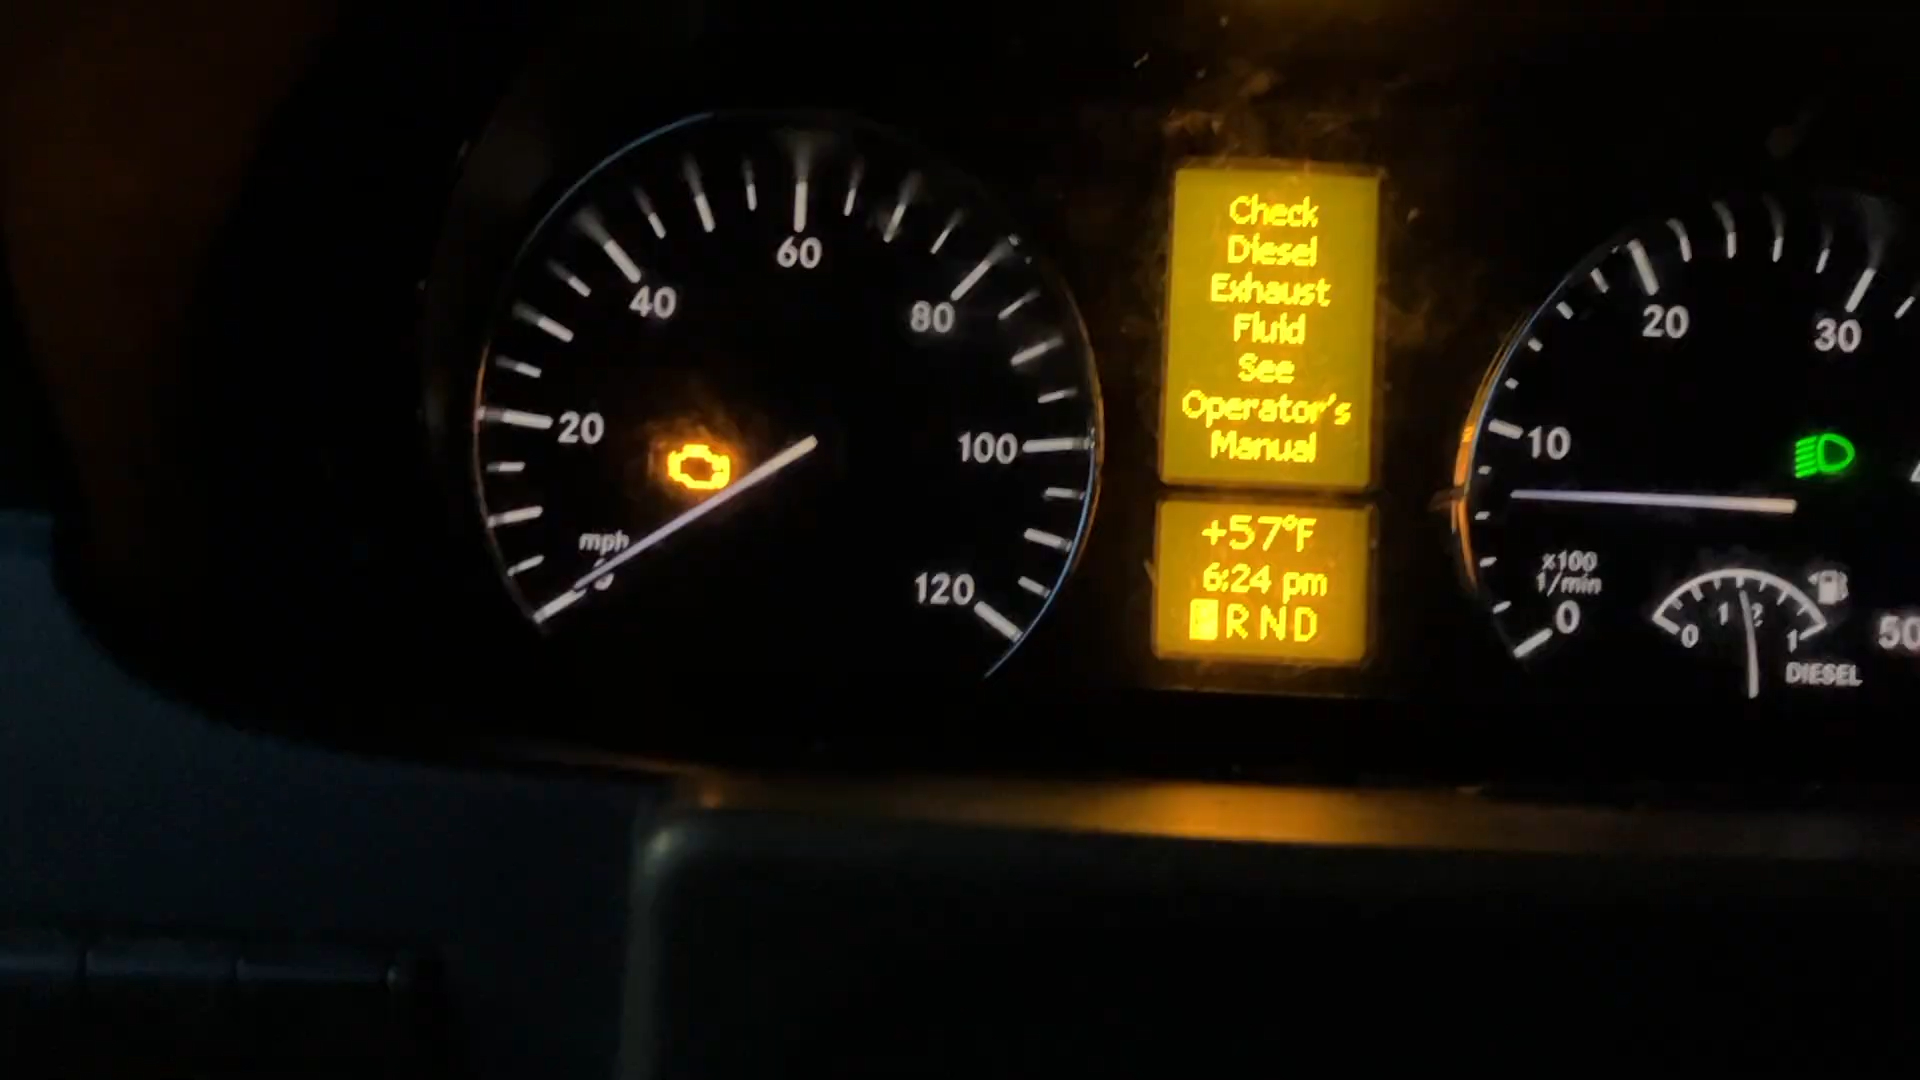 60
40
80
20
100
mph
0
120
Check
Diesel
Exhaust
Fluid
See
Operator's
Manual
+57°F
6:24 pm
P R N D
20
30
10
x100
1/min
0
0
1/2
1
DIESEL
50